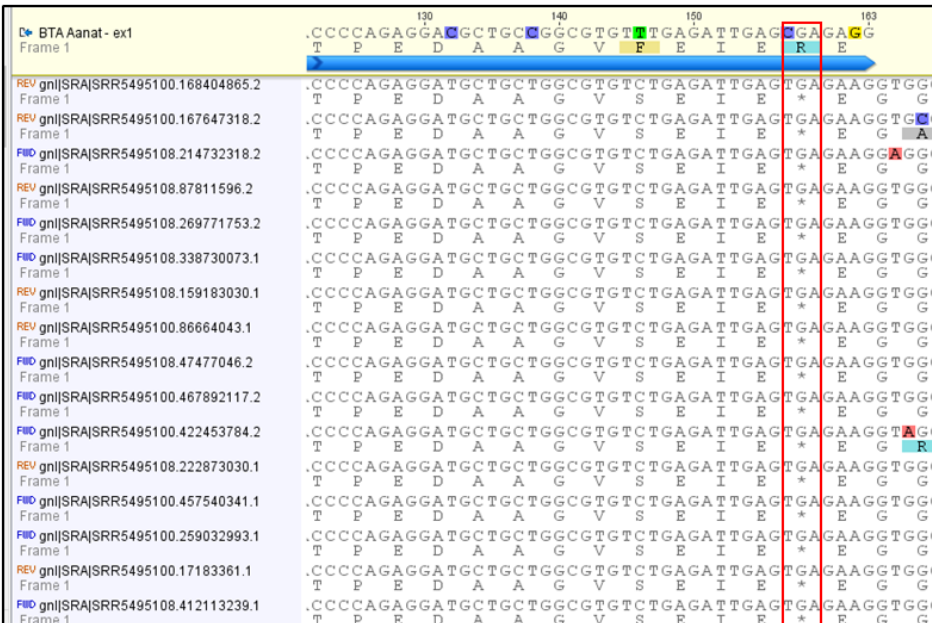 130 140 150 163
BTA Aanat - ex1 .CCCCAGAGGACGCTGCCGGCGTGTTTGAGATTGAGCGAGAGG
Frame 1 T P E D A A G V F E I E R E
REV gnl|SRA|SRR5495100.168404865.2 .CCCCAGAGGATGCTGCTGGCGTGTCTGAGATTGAGTGAGAAGGTGG
Frame 1 T P E D A A G V S E I E * E G G
REV gnl|SRA|SRR5495100.167647318.2 .CCCCAGAGGATGCTGCTGGCGTGTCTGAGATTGAGTGAGAAGGTGC
Frame 1 T P E D A A G V S E I E * E G A
FWD gnl|SRA|SRR5495108.214732318.2 .CCCCAGAGGATGCTGCTGGCGTGTCTGAGATTGAGTGAGAAGGAGG
Frame 1 T P E D A A G V S E I E * E G G
REV gnl|SRA|SRR5495108.87811596.2 .CCCCAGAGGATGCTGCTGGCGTGTCTGAGATTGAGTGAGAAGGTGG
Frame 1 T P E D A A G V S E I E * E G G
FWD gnl|SRA|SRR5495108.269771753.2 .CCCCAGAGGATGCTGCTGGCGTGTCTGAGATTGAGTGAGAAGGTGG
Frame 1 T P E D A A G V S E I E * E G G
FWD gnl|SRA|SRR5495108.338730073.1 .CCCCAGAGGATGCTGCTGGCGTGTCTGAGATTGAGTGAGAAGGTGG
Frame 1 T P E D A A G V S E I E * E G G
REV gnl|SRA|SRR5495108.159183030.1 .CCCCAGAGGATGCTGCTGGCGTGTCTGAGATTGAGTGAGAAGGTGG
Frame 1 T P E D A A G V S E I E * E G G
REV gnl|SRA|SRR5495100.86664043.1 .CCCCAGAGGATGCTGCTGGCGTGTCTGAGATTGAGTGAGAAGGTGG
Frame 1 T P E D A A G V S E I E * E G G
FWD gnl|SRA|SRR5495108.47477046.2 .CCCCAGAGGATGCTGCTGGCGTGTCTGAGATTGAGTGAGAAGGTGG
Frame 1 T P E D A A G V S E I E * E G G
FWD gnl|SRA|SRR5495100.467892117.2 .CCCCAGAGGATGCTGCTGGCGTGTCTGAGATTGAGTGAGAAGGTGG
Frame 1 T P E D A A G V S E I E * E G G
FWD gnl|SRA|SRR5495100.422453784.2 .CCCCAGAGGATGCTGCTGGCGTGTCTGAGATTGAGTGAGAAGGTAG
Frame 1 T P E D A A G V S E I E * E G R
REV gnl|SRA|SRR5495108.222873030.1 .CCCCAGAGGATGCTGCTGGCGTGTCTGAGATTGAGTGAGAAGGTGG
Frame 1 T P E D A A G V S E I E * E G G
FWD gnl|SRA|SRR5495100.457540341.1 .CCCCAGAGGATGCTGCTGGCGTGTCTGAGATTGAGTGAGAAGGTGG
Frame 1 T P E D A A G V S E I E * E G G
FWD gnl|SRA|SRR5495100.259032993.1 .CCCCAGAGGATGCTGCTGGCGTGTCTGAGATTGAGTGAGAAGGTGG
Frame 1 T P E D A A G V S E I E * E G G
REV gnl|SRA|SRR5495100.17183361.1 .CCCCAGAGGATGCTGCTGGCGTGTCTGAGATTGAGTGAGAAGGTGG
Frame 1 T P E D A A G V S E I E * E G G
FWD gnl|SRA|SRR5495108.412113239.1 .CCCCAGAGGATGCTGCTGGCGTGTCTGAGATTGAGTGAGAAGGTGG
Frame 1 T P E D A A G V S E I E * E G G